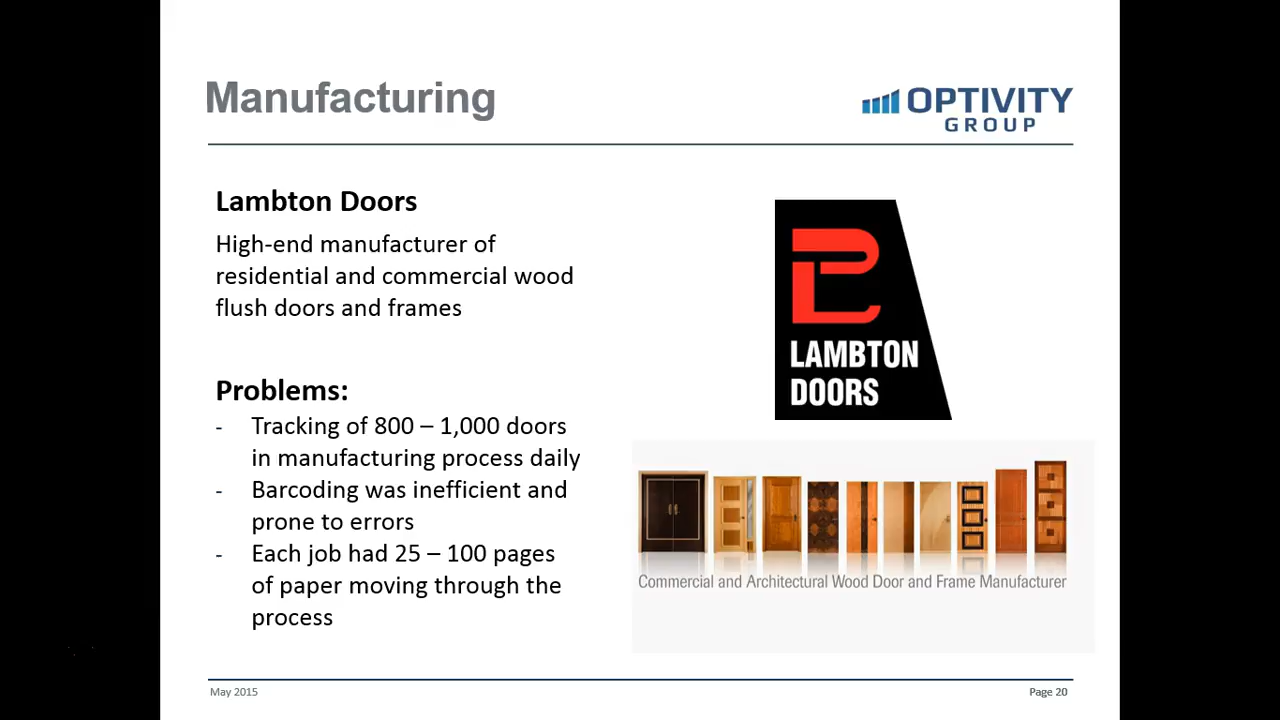 Manufacturing
OPTIVITY
GROUP
Lambton Doors
High-end manufacturer of
residential and commercial wood
flush doors and frames
Problems:
- Tracking of 800 – 1,000 doors
in manufacturing process daily
- Barcoding was inefficient and
prone to errors
- Each job had 25 – 100 pages
of paper moving through the
process
LAMBTON
DOORS
Commercial and Architectural Wood Door and Frame Manufacturer
May 2015
Page 20